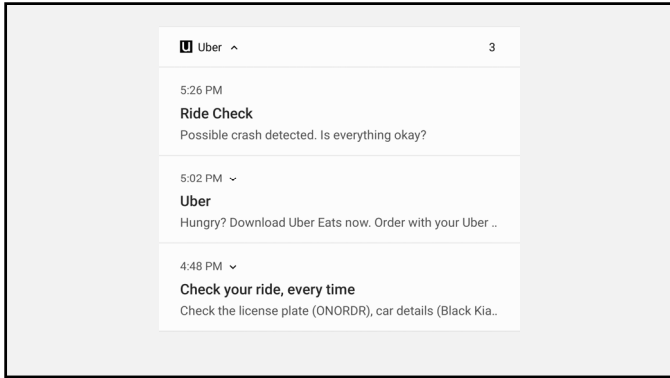 Uber 3
5:26 PM
Ride Check
Possible crash detected. Is everything okay?
5:02 PM
Uber
Hungry? Download Uber Eats now. Order with your Uber ..
4:48 PM
Check your ride, every time
Check the license plate (ONORDR), car details (Black Kia..